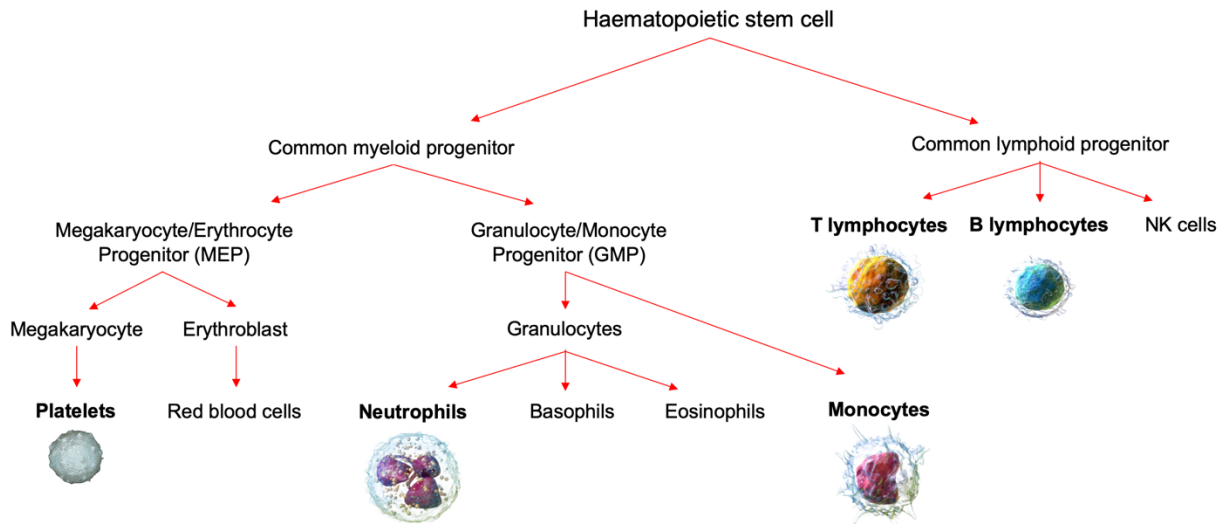 Haematopoietic stem cell
Common myeloid progenitor
Common lymphoid progenitor
Megakaryocyte/Erythrocyte
Progenitor (MEP)
Granulocyte/Monocyte
Progenitor (GMP)
T lymphocytes
B lymphocytes
NK cells
Megakaryocyte
Erythroblast
Granulocytes
Platelets
Red blood cells
Neutrophils
Basophils
Eosinophils
Monocytes